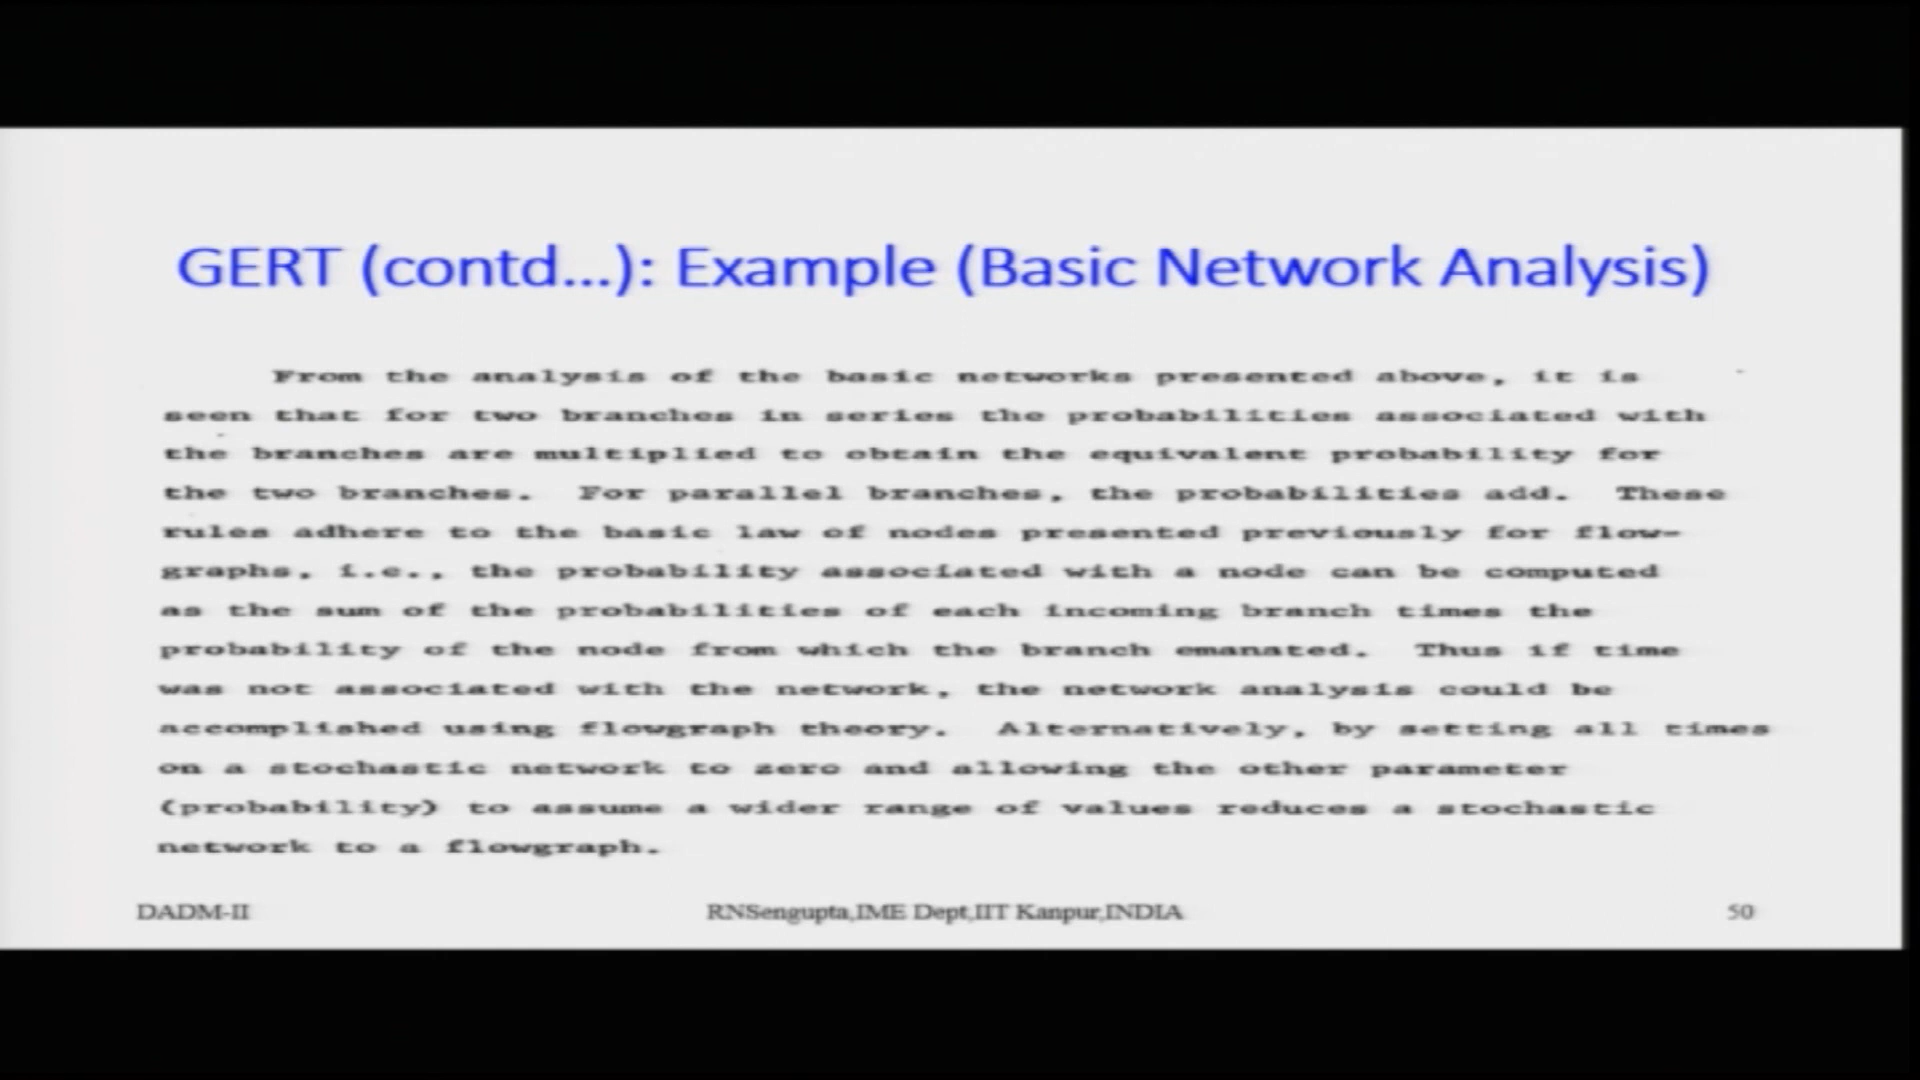 GERT (contd...): Example (Basic Network Analysis)
From the analysis of the basic networks presented above, it is
seen that for two branches in series the probabilities associated with
the branches are multiplied to obtain the equivalent probability for
the two branches. For parallel branches, the probabilities add. These
rules adhere to the basic law of nodes presented previously for flow-
graphs, i.e., the probability associated with a node can be computed
as the sum of the probabilities of each incoming branch times the
probability of the node from which the branch emanated. Thus if time
was not associated with the network, the network analysis could be
accomplished using flowgraph theory. Alternatively, by setting all times
on a stochastic network to zero and allowing the other parameter
(probability) to assume a wider range of values reduces a stochastic
network to a flowgraph.
DADM-II RNSengupta,IME Dept,IIT Kanpur,INDIA 50